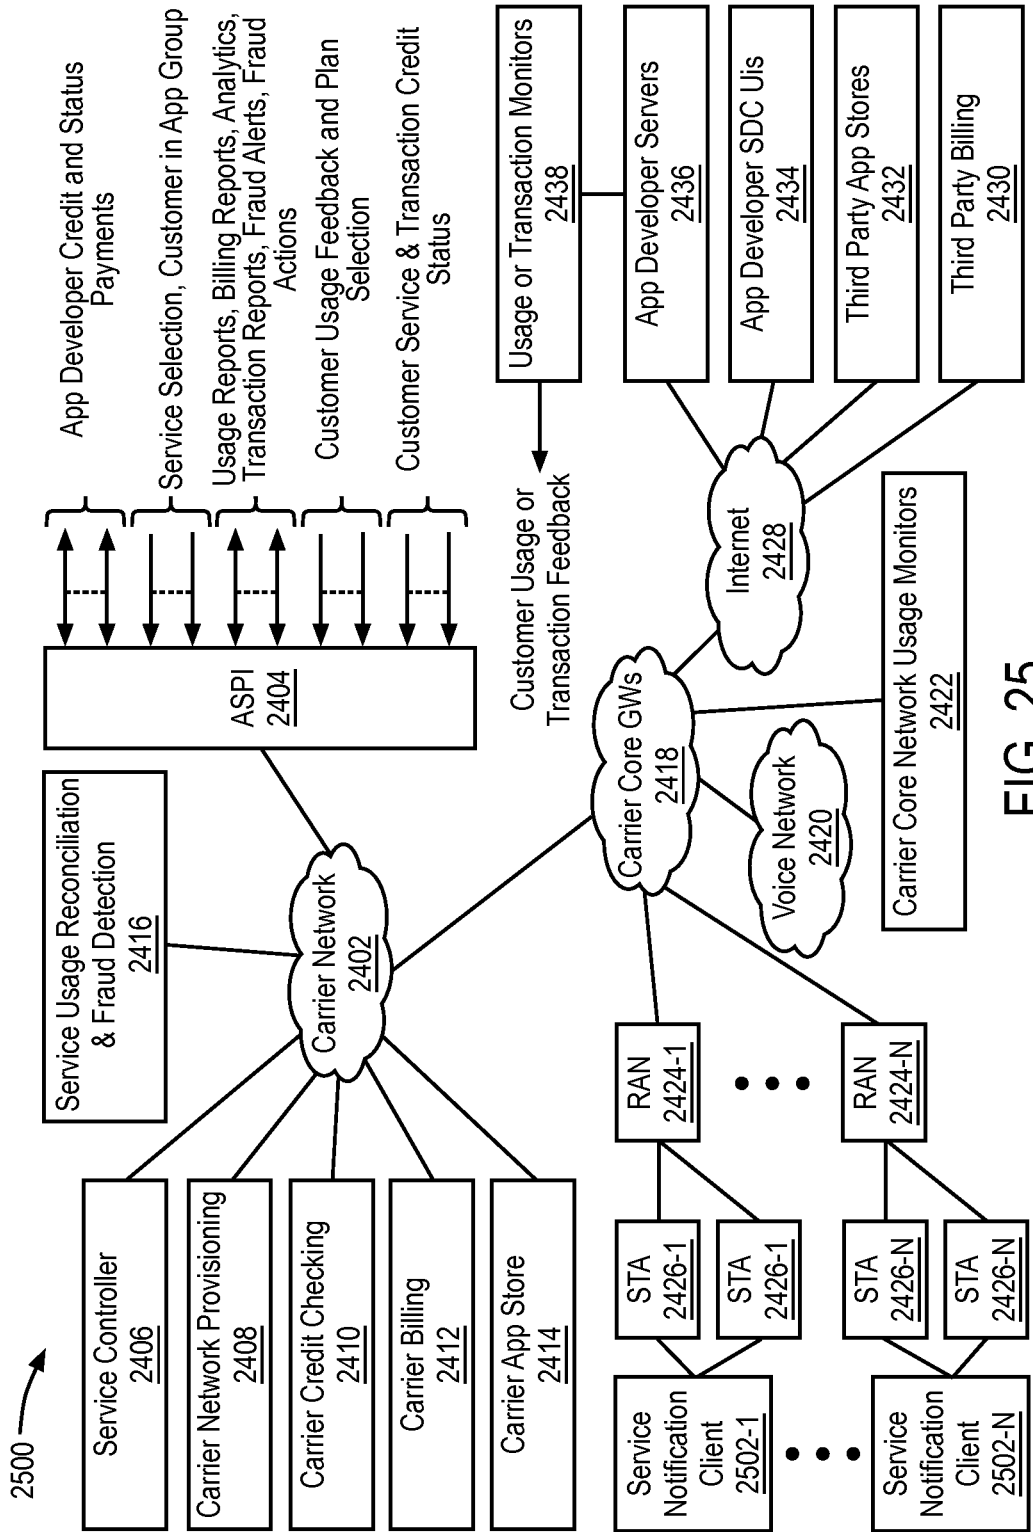 2500
Service Controller
2406
Carrier Network Provisioning
2408
Carrier Credit Checking
2410
Carrier Billing
2412
Carrier App Store
2414
Service Usage Reconciliation
& Fraud Detection
2416
Carrier Network
2402
ASPI
2404
App Developer Credit and Status
Payments
Service Selection, Customer in App Group
Usage Reports, Billing Reports, Analytics,
Transaction Reports, Fraud Alerts, Fraud
Actions
Customer Usage Feedback and Plan
Selection
Customer Service & Transaction Credit
Status
Customer Usage or
Transaction Feedback
Usage or Transaction Monitors
2438
App Developer Servers
2436
App Developer SDC Uis
2434
Third Party App Stores
2432
Third Party Billing
2430
Internet
2428
Carrier Core GWs
2418
Voice Network
2420
Carrier Core Network Usage Monitors
2422
RAN
2424-1
RAN
2424-N
STA
2426-1
STA
2426-1
STA
2426-N
STA
2426-N
Service
Notification
Client
2502-1
Service
Notification
Client
2502-N
FIG. 25